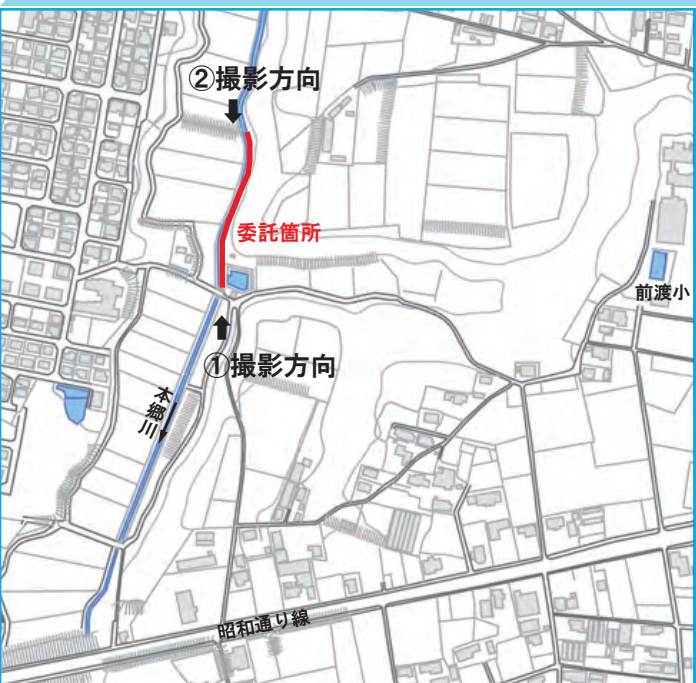 ②撮影方向
委託箇所
前渡小
①撮影方向
本郷川
昭和通り線